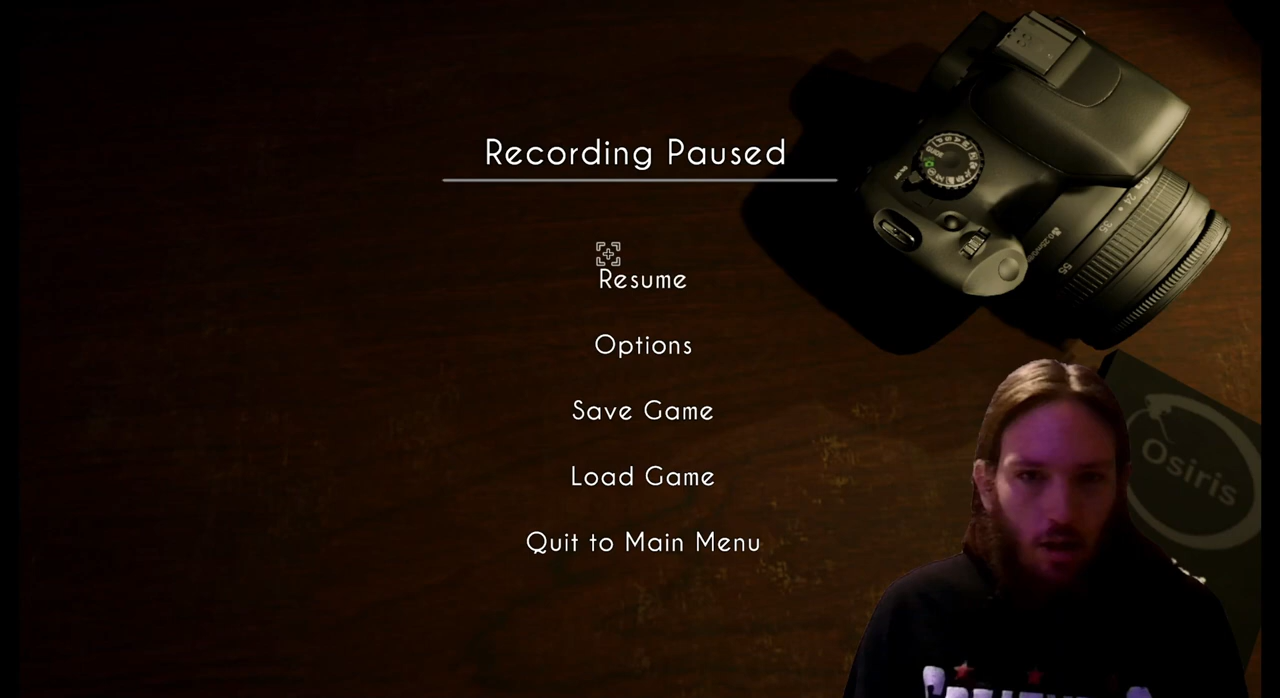 Recording Paused
Resume
Options
Save Game
Load Game
Quit to Main Menu
Osiris